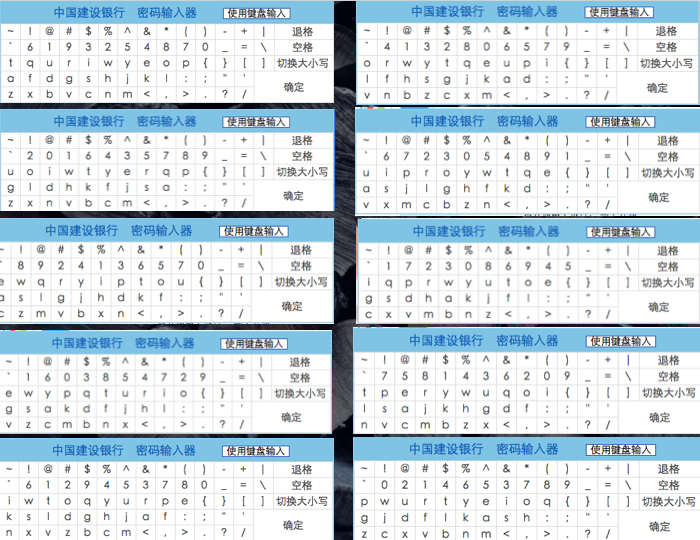 中国建设银行 密码输入器 使用键盘输入
~ ! @ # $ % ^ & * ( ) - + | 退格
` 6 1 9 3 2 5 4 8 7 0 _ = \ 空格
t q u r i w y e o p { } [ ] 切换大小写
a f d g s h j k l : ; " ' 确定
z x b v c n m < , > . ? /
中国建设银行 密码输入器 使用键盘输入
~ ! @ # $ % ^ & * ( ) - + | 退格
` 4 1 3 2 8 0 6 5 7 9 _ = \ 空格
o r w y t q e u p i { } [ ] 切换大小写
l f h s g j k a d : ; " ' 确定
v n b z c x m < , > . ? /
中国建设银行 密码输入器 使用键盘输入
~ ! @ # $ % ^ & * ( ) - + | 退格
` 2 0 1 6 4 3 5 7 8 9 _ = \ 空格
u o i w t y e r q p { } [ ] 切换大小写
g l d h k f j s a : ; " ' 确定
z x n v b c m < , > . ? /
中国建设银行 密码输入器 使用键盘输入
~ ! @ # $ % ^ & * ( ) - + | 退格
` 6 7 2 3 0 5 4 8 9 1 _ = \ 空格
u i p r o y w t q e { } [ ] 切换大小写
a s j l g h f k d : ; " ' 确定
v x m c b z n < , > . ? /
中国建设银行 密码输入器 使用键盘输入
~ ! @ # $ % ^ & * ( ) - + | 退格
` 8 9 2 4 1 3 6 5 7 0 _ = \ 空格
e w q r y i p t o u { } [ ] 切换大小写
a s l g j h d k f : ; " ' 确定
c z m v b x n < , > . ? /
中国建设银行 密码输入器 使用键盘输入
~ ! @ # $ % ^ & * ( ) - + | 退格
` 1 7 2 3 0 8 6 9 4 5 _ = \ 空格
i q p r w y u t o e { } [ ] 切换大小写
g s d h a k j f l : ; " ' 确定
c x v m b n z < , > . ? /
中国建设银行 密码输入器 使用键盘输入
~ ! @ # $ % ^ & * ( ) - + | 退格
` 1 6 0 3 8 5 4 7 2 9 _ = \ 空格
e w y p q t u r i o { } [ ] 切换大小写
g s a k d f j h l : ; " ' 确定
v z c m b n x < , > . ? /
中国建设银行 密码输入器 使用键盘输入
~ ! @ # $ % ^ & * ( ) - + | 退格
` 7 5 8 1 4 3 6 2 0 9 _ = \ 空格
t p e r y w u q o i { } [ ] 切换大小写
l s a j k h g d f : ; " ' 确定
n v c m b z x < , > . ? /
中国建设银行 密码输入器 使用键盘输入
~ ! @ # $ % ^ & * ( ) - + | 退格
` 6 1 2 9 4 5 3 7 8 0 _ = \ 空格
i w t o q y u r p e { } [ ] 切换大小写
k s l d g h j a f : ; " ' 确定
n x v z b c m < , > . ? /
中国建设银行 密码输入器 使用键盘输入
~ ! @ # $ % ^ & * ( ) - + | 退格
` 0 2 1 4 6 5 3 7 8 9 _ = \ 空格
p w u r t y e i o q { } [ ] 切换大小写
g j d f l k a s h : ; " ' 确定
z c x v b n m < , > . ? /